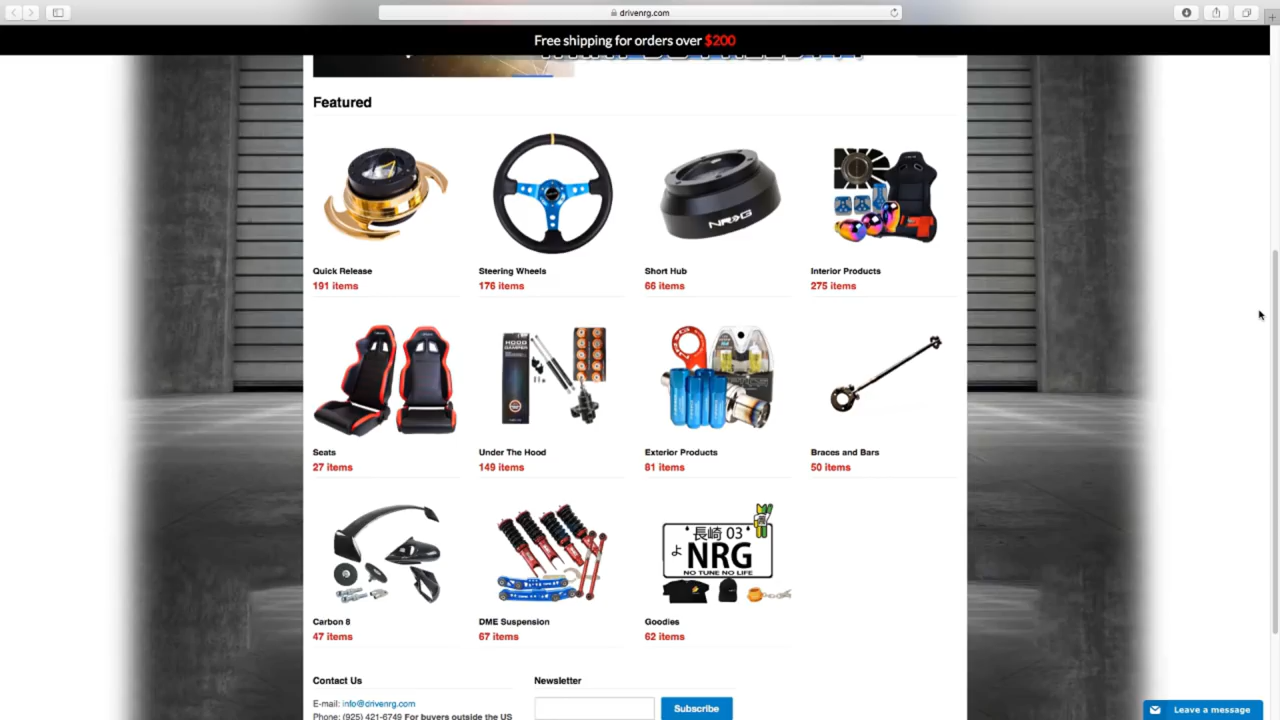 drivenrg.com
Free shipping for orders over $200
Featured
NRG
Quick Release
191 items
Steering Wheels
176 items
Short Hub
66 items
Interior Products
275 items
HOOD
DAMPER
Seats
27 items
Under The Hood
149 items
Exterior Products
81 items
Braces and Bars
50 items
長崎 03
よ NRG
NO TUNE NO LIFE
Carbon 8
47 items
DME Suspension
67 items
Goodies
62 items
Contact Us
Newsletter
E-mail: info@drivenrg.com
Phone: (925) 421-6749 For buyers outside the US
Subscribe
Leave a message